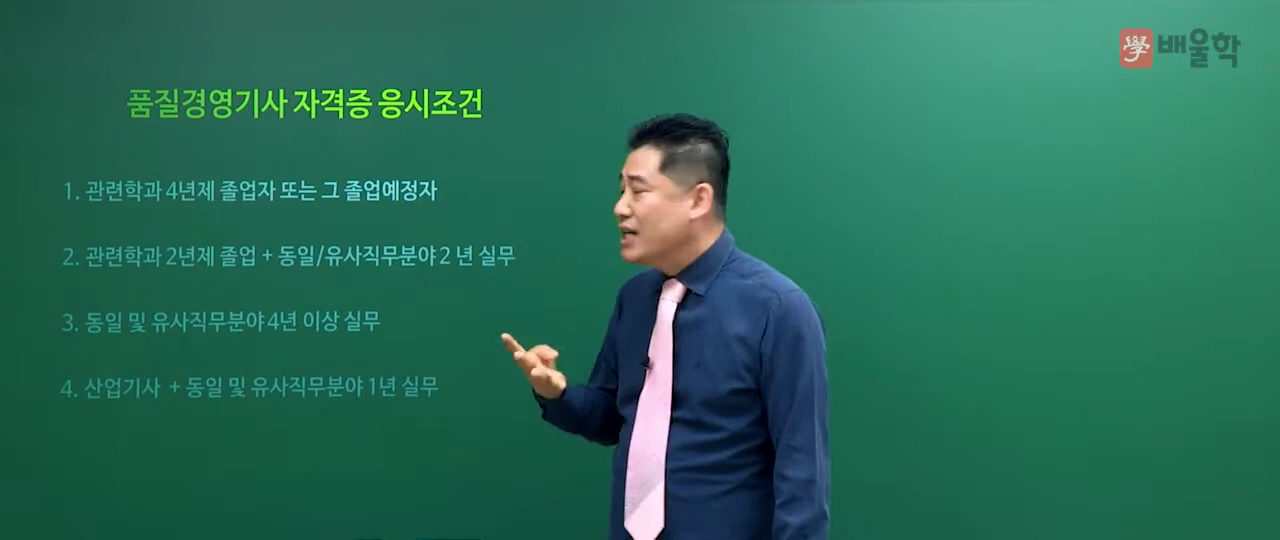 學 배울학
품질경영기사 자격증 응시조건
1. 관련학과 4년제 졸업자 또는 그 졸업예정자
2. 관련학과 2년제 졸업 + 동일/유사직무분야 2 년 실무
3. 동일 및 유사직무분야 4년 이상 실무
4. 산업기사 + 동일 및 유사직무분야 1년 실무